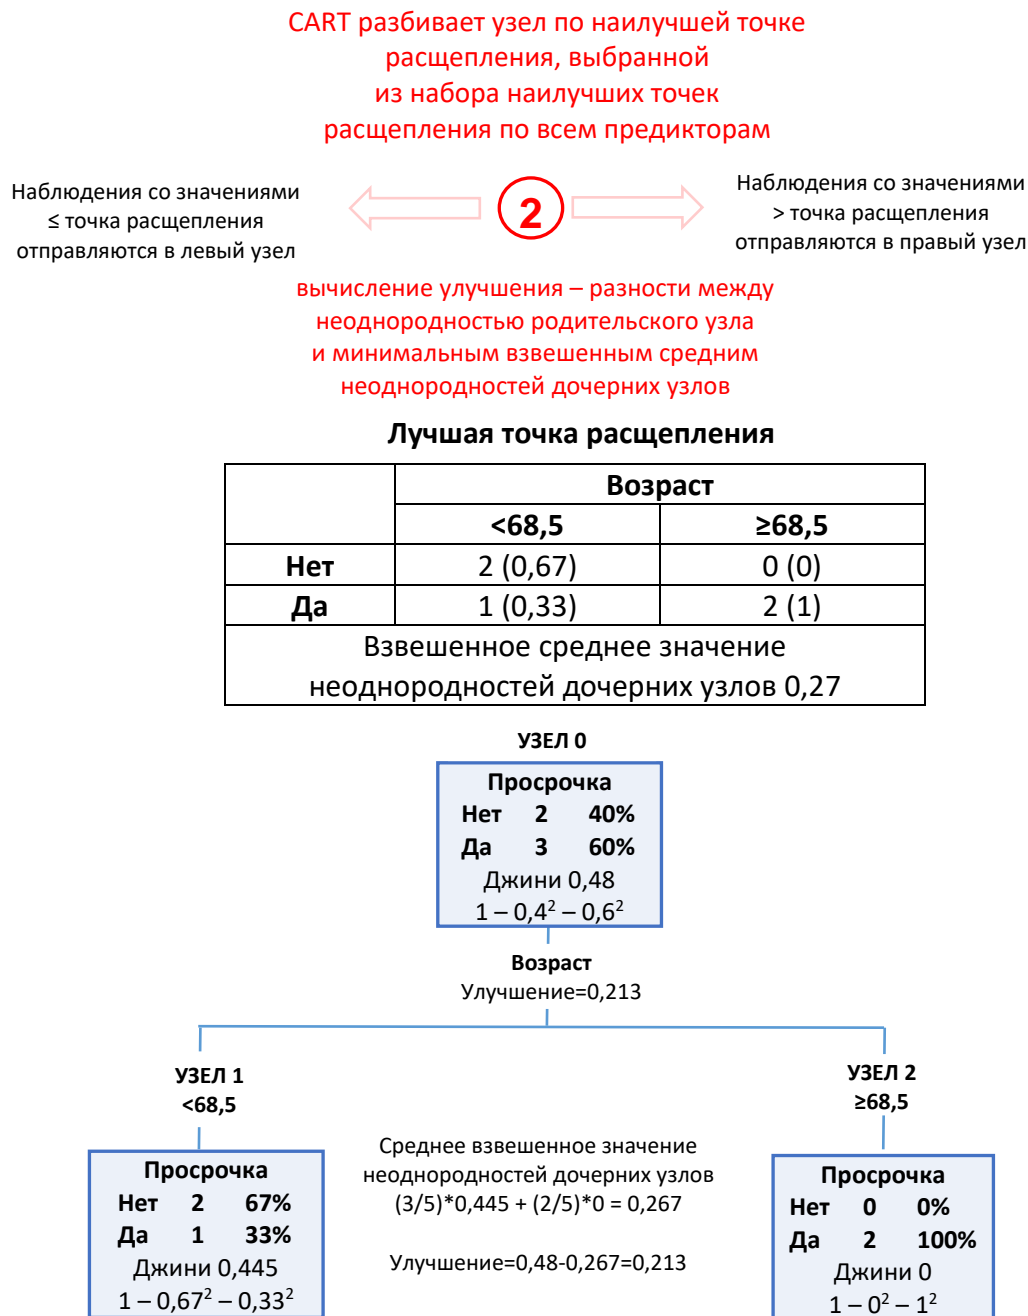 CART разбивает узел по наилучшей точке
расщепления, выбранной
из набора наилучших точек
расщепления по всем предикторам
Наблюдения со значениями
≤ точка расщепления
отправляются в левый узел
2
Наблюдения со значениями
> точка расщепления
отправляются в правый узел
вычисление улучшения – разности между
неоднородностью родительского узла
и минимальным взвешенным средним
неоднородностей дочерних узлов
Лучшая точка расщепления
Возраст
<68,5 ≥68,5
Нет 2 (0,67) 0 (0)
Да 1 (0,33) 2 (1)
Взвешенное среднее значение
неоднородностей дочерних узлов 0,27
УЗЕЛ 0
Просрочка
Нет 2 40%
Да 3 60%
Джини 0,48
1 – 0,4² – 0,6²
Возраст
Улучшение=0,213
УЗЕЛ 1
<68,5
Просрочка
Нет 2 67%
Да 1 33%
Джини 0,445
1 – 0,67² – 0,33²
Среднее взвешенное значение
неоднородностей дочерних узлов
(3/5)*0,445 + (2/5)*0 = 0,267
Улучшение=0,48-0,267=0,213
УЗЕЛ 2
≥68,5
Просрочка
Нет 0 0%
Да 2 100%
Джини 0
1 – 0² – 1²